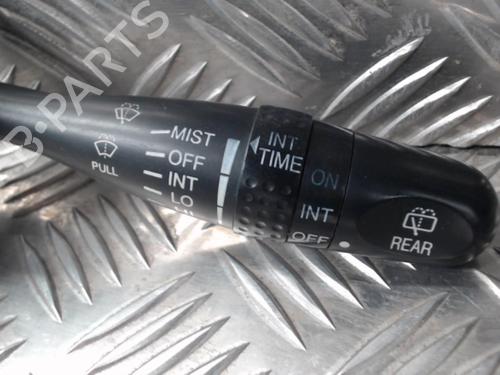 B-PARTS
MIST
OFF
INT
LO
PULL
INT
TIME
ON
INT
OFF
REAR